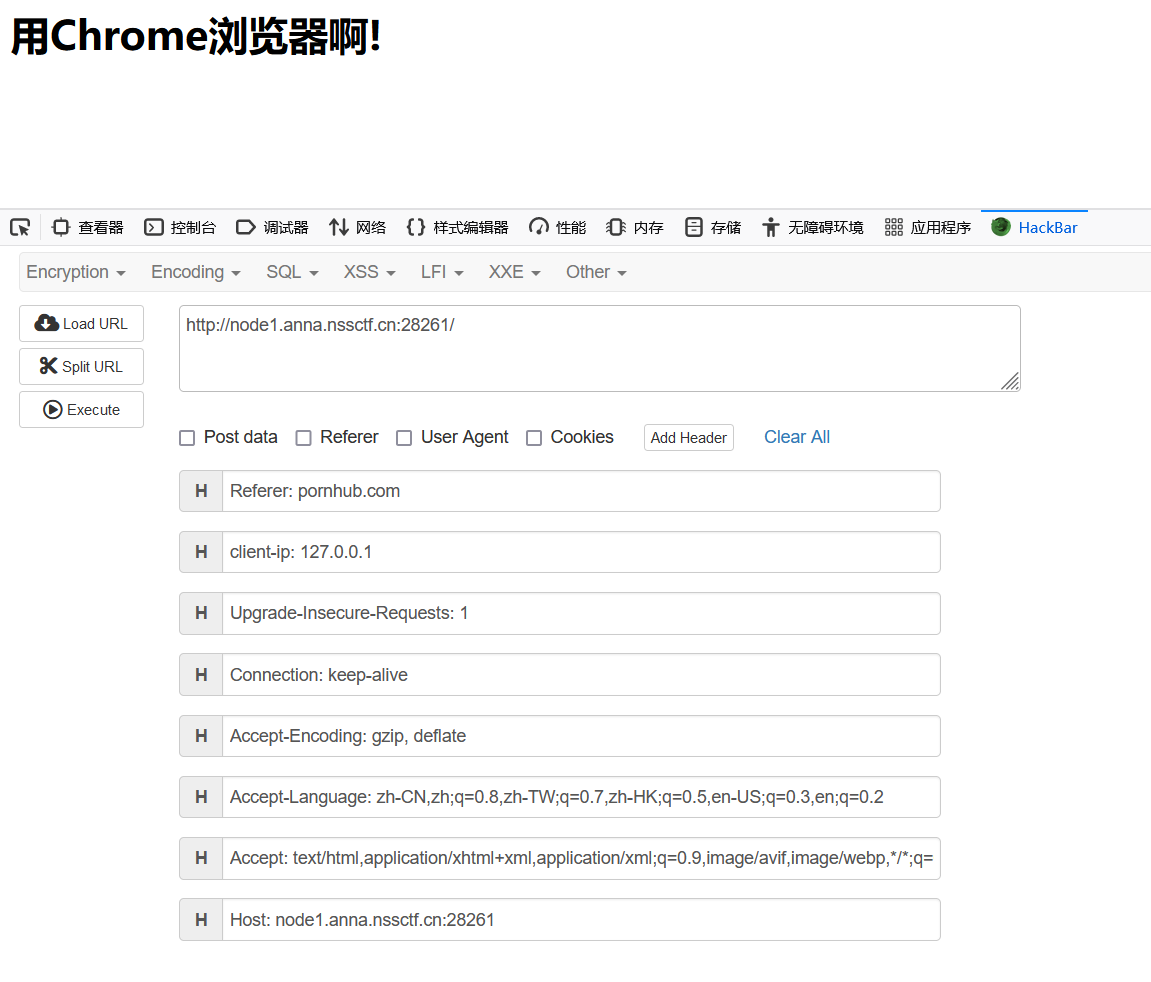 用Chrome浏览器啊!
查看器 控制台 调试器 网络 样式编辑器 性能 内存 存储 无障碍环境 应用程序 HackBar
Encryption Encoding SQL XSS LFI XXE Other
Load URL
http://node1.anna.nssctf.cn:28261/
Split URL
Execute
Post data Referer User Agent Cookies Add Header Clear All
H Referer: pornhub.com
H client-ip: 127.0.0.1
H Upgrade-Insecure-Requests: 1
H Connection: keep-alive
H Accept-Encoding: gzip, deflate
H Accept-Language: zh-CN,zh;q=0.8,zh-TW;q=0.7,zh-HK;q=0.5,en-US;q=0.3,en;q=0.2
H Accept: text/html,application/xhtml+xml,application/xml;q=0.9,image/avif,image/webp,*/*;q=
H Host: node1.anna.nssctf.cn:28261